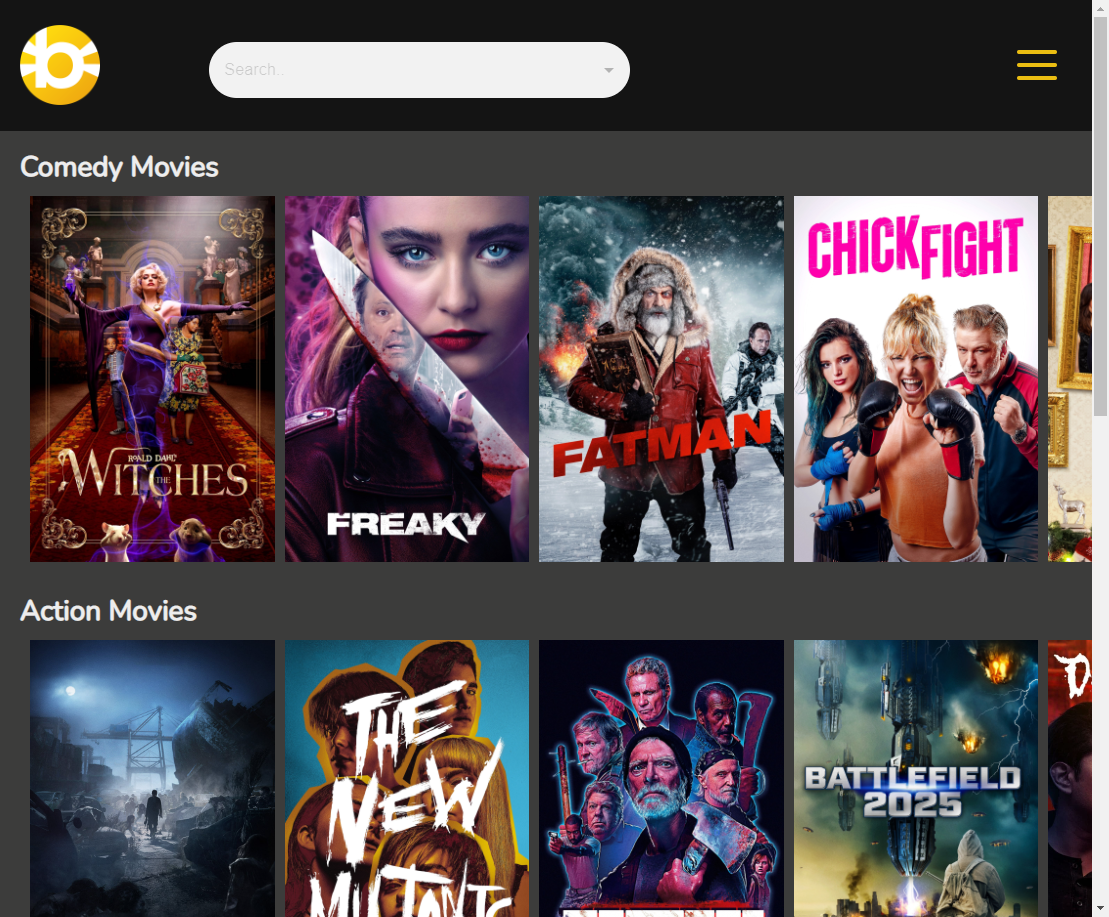 b
Search..
Comedy Movies
ROALD DAHL'S
THE
WITCHES
FREAKY
FATMAN
CHICK FIGHT
Action Movies
THE
NEW
MUTANTS
BATTLEFIELD
2025
D